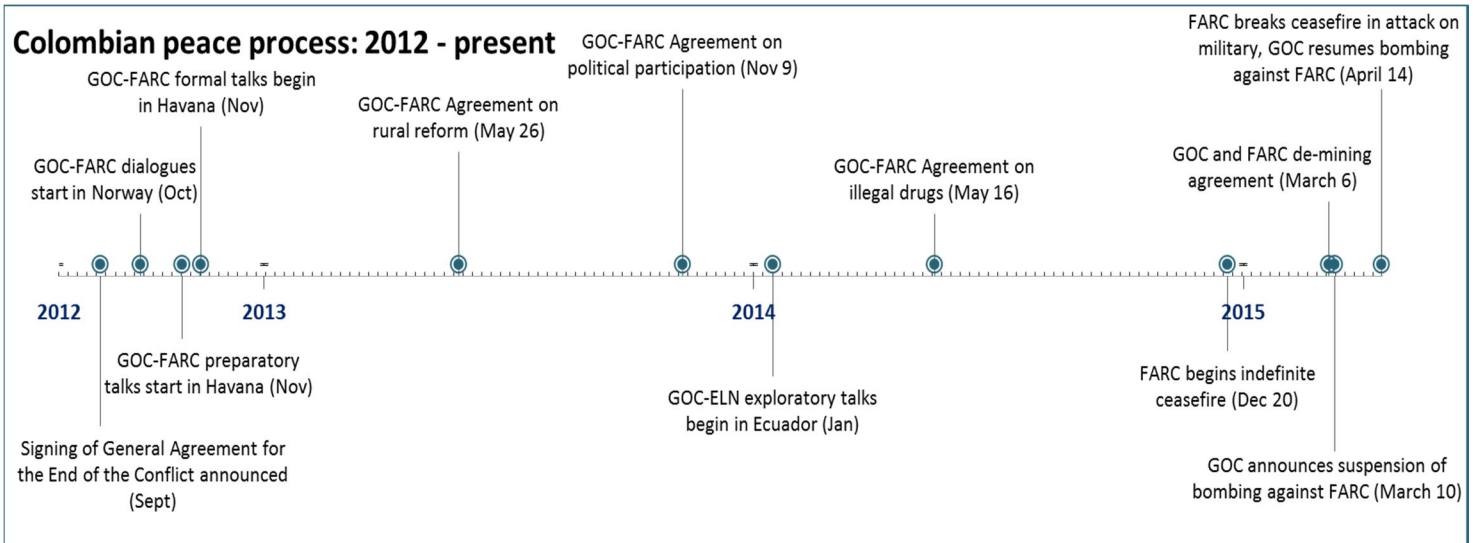 Colombian peace process: 2012 - present
GOC-FARC formal talks begin
in Havana (Nov)
GOC-FARC dialogues
start in Norway (Oct)
GOC-FARC Agreement on
rural reform (May 26)
GOC-FARC Agreement on
political participation (Nov 9)
GOC-FARC Agreement on
illegal drugs (May 16)
FARC breaks ceasefire in attack on
military, GOC resumes bombing
against FARC (April 14)
GOC and FARC de-mining
agreement (March 6)
2012
2013
2014
2015
GOC-FARC preparatory
talks start in Havana (Nov)
Signing of General Agreement for
the End of the Conflict announced
(Sept)
GOC-ELN exploratory talks
begin in Ecuador (Jan)
FARC begins indefinite
ceasefire (Dec 20)
GOC announces suspension of
bombing against FARC (March 10)